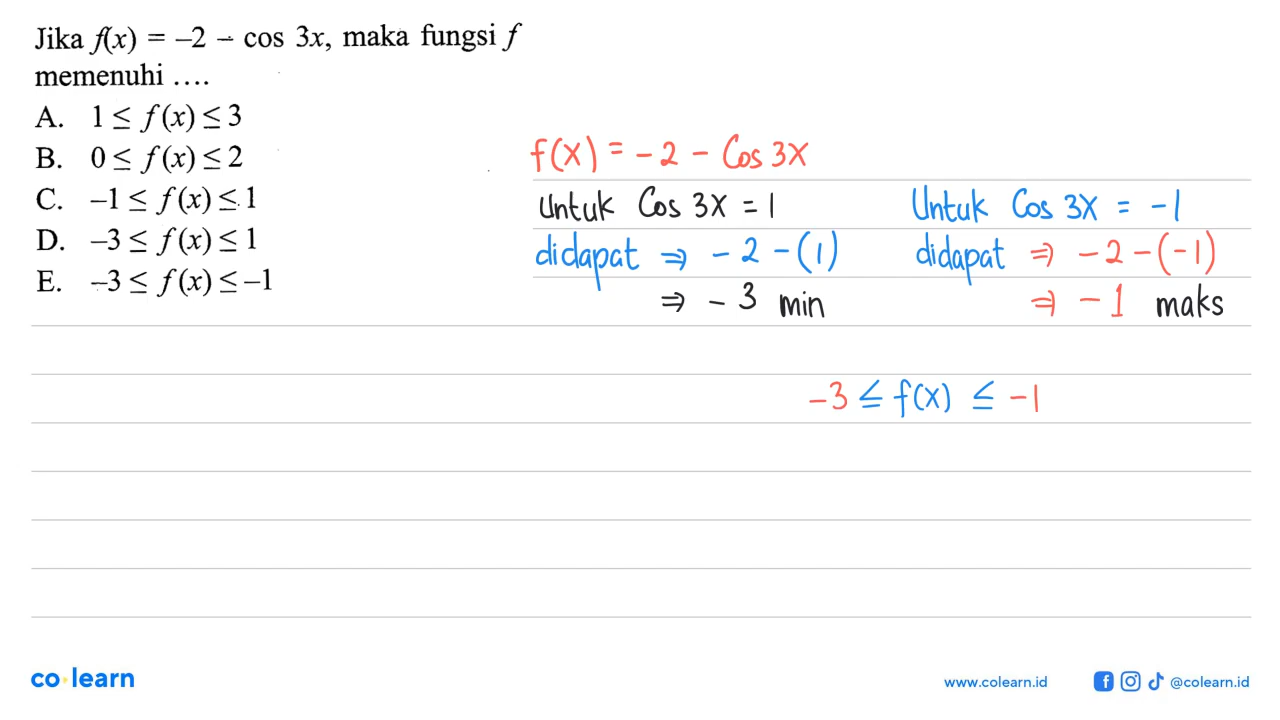 Jika f(x) = –2 – cos 3x, maka fungsi f
memenuhi ....
A. 1 ≤ f(x) ≤ 3
B. 0 ≤ f(x) ≤ 2
C. –1 ≤ f(x) ≤ 1
D. –3 ≤ f(x) ≤ 1
E. –3 ≤ f(x) ≤ –1
f(x) = -2 - Cos 3x
Untuk Cos 3x = 1
didapat ⇒ -2 - (1)
⇒ -3 min
Untuk Cos 3x = -1
didapat ⇒ -2 - (-1)
⇒ -1 maks
-3 ≤ f(x) ≤ -1
co learn
www.colearn.id
@colearn.id